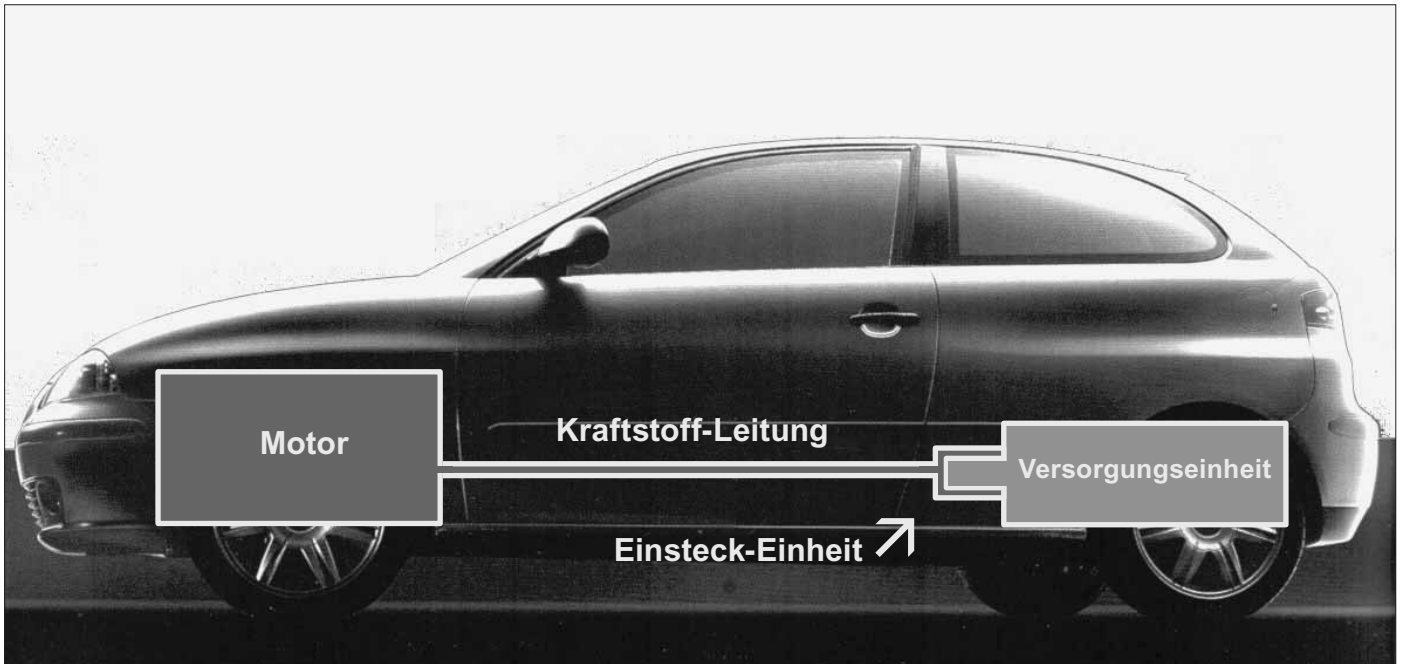 Kraftstoff-Leitung
Motor
Versorgungseinheit
Einsteck-Einheit